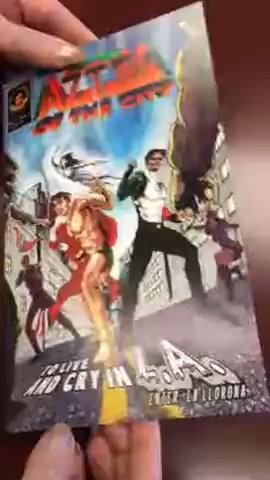 AZTEC
OF THE CITY
TO LIVE
AND CRY IN L.A.
ENTER: LA LLORONA